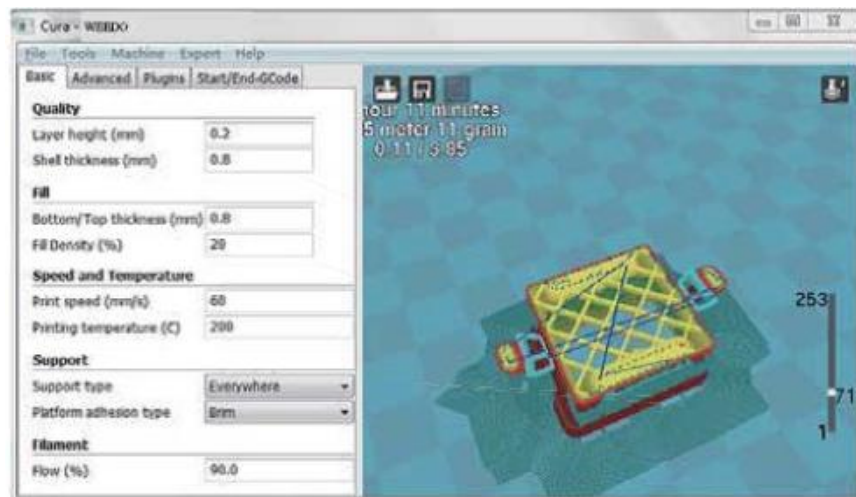 Cura - WEEDO
File Tools Machine Expert Help
Basic Advanced Plugins Start/End-GCode
Quality
Layer height (mm) 0.2
Shell thickness (mm) 0.8
Fill
Bottom/Top thickness (mm) 0.8
Fill Density (%) 20
Speed and Temperature
Print speed (mm/s) 60
Printing temperature (C) 200
Support
Support type Everywhere
Platform adhesion type Brim
Filament
Flow (%) 90.0
hour 11 minutes
5 meter 11 gram
253
71
1